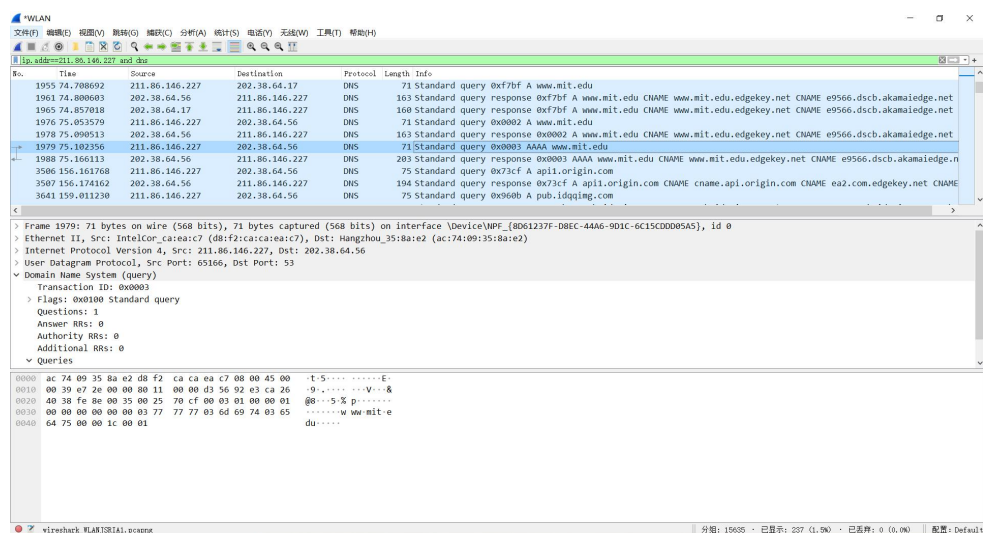 *WLAN
文件(F) 编辑(E) 视图(V) 跳转(G) 捕获(C) 分析(A) 统计(S) 电话(Y) 无线(W) 工具(T) 帮助(H)
ip.addr==211.86.146.227 and dns
No. Time Source Destination Protocol Length Info
1955 74.708692 211.86.146.227 202.38.64.17 DNS 71 Standard query 0xf7bf A www.mit.edu
1961 74.800603 202.38.64.56 211.86.146.227 DNS 163 Standard query response 0xf7bf A www.mit.edu CNAME www.mit.edu.edgekey.net CNAME e9566.dscb.akamaiedge.net
1965 74.857018 202.38.64.17 211.86.146.227 DNS 160 Standard query response 0xf7bf A www.mit.edu CNAME www.mit.edu.edgekey.net CNAME e9566.dscb.akamaiedge.net
1976 75.053579 211.86.146.227 202.38.64.56 DNS 71 Standard query 0x0002 A www.mit.edu
1978 75.090513 202.38.64.56 211.86.146.227 DNS 163 Standard query response 0x0002 A www.mit.edu CNAME www.mit.edu.edgekey.net CNAME e9566.dscb.akamaiedge.net
1979 75.102356 211.86.146.227 202.38.64.56 DNS 71 Standard query 0x0003 AAAA www.mit.edu
1988 75.166113 202.38.64.56 211.86.146.227 DNS 203 Standard query response 0x0003 AAAA www.mit.edu CNAME www.mit.edu.edgekey.net CNAME e9566.dscb.akamaiedge.n
3506 156.161768 211.86.146.227 202.38.64.56 DNS 75 Standard query 0x73cf A api1.origin.com
3507 156.174162 202.38.64.56 211.86.146.227 DNS 194 Standard query response 0x73cf A api1.origin.com CNAME cname.api.origin.com CNAME ea2.com.edgekey.net CNAME
3641 159.011230 211.86.146.227 202.38.64.56 DNS 75 Standard query 0x960b A pub.idqqimg.com
> Frame 1979: 71 bytes on wire (568 bits), 71 bytes captured (568 bits) on interface \Device\NPF_{8D61237F-D8EC-44A6-9D1C-6C15CDDD05A5}, id 0
> Ethernet II, Src: IntelCor_ca:ea:c7 (d8:f2:ca:ca:ea:c7), Dst: Hangzhou_35:8a:e2 (ac:74:09:35:8a:e2)
> Internet Protocol Version 4, Src: 211.86.146.227, Dst: 202.38.64.56
> User Datagram Protocol, Src Port: 65166, Dst Port: 53
Domain Name System (query)
Transaction ID: 0x0003
> Flags: 0x0100 Standard query
Questions: 1
Answer RRs: 0
Authority RRs: 0
Additional RRs: 0
Queries
0000 ac 74 09 35 8a e2 d8 f2 ca ca ea c7 08 00 45 00 ·t·5···· ······E·
0010 00 39 e7 2e 00 00 80 11 00 00 d3 56 92 e3 ca 26 ·9·.···· ···V···&
0020 40 38 fe 8e 00 35 00 25 70 cf 00 03 01 00 00 01 @8···5·% p·······
0030 00 00 00 00 00 00 03 77 77 77 03 6d 69 74 03 65 ·······w ww·mit·e
0040 64 75 00 00 1c 00 01 du·····
wireshark_WLANJSRIA1.pcapng 分组: 15635 · 已显示: 237 (1.5%) · 已丢弃: 0 (0.0%) 配置: Default